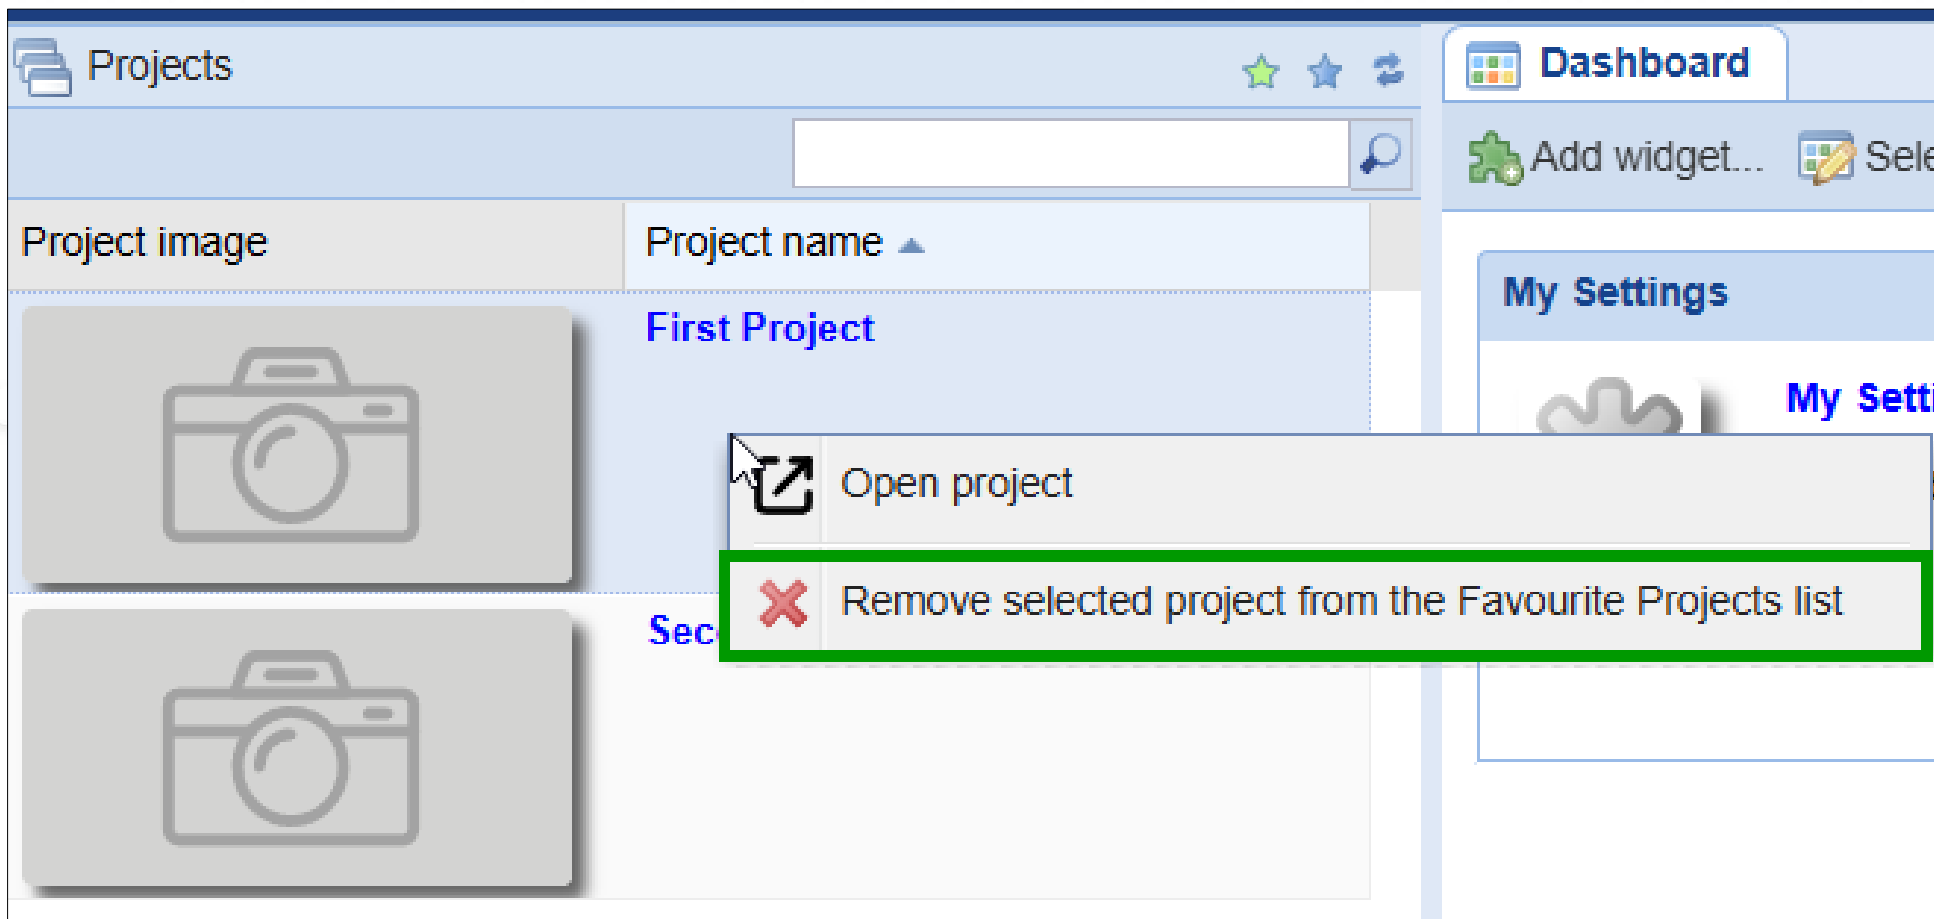 Projects
Dashboard
Add widget...
Project image
Project name
My Settings
First Project
My
Open project
Remove selected project from the Favourite Projects list